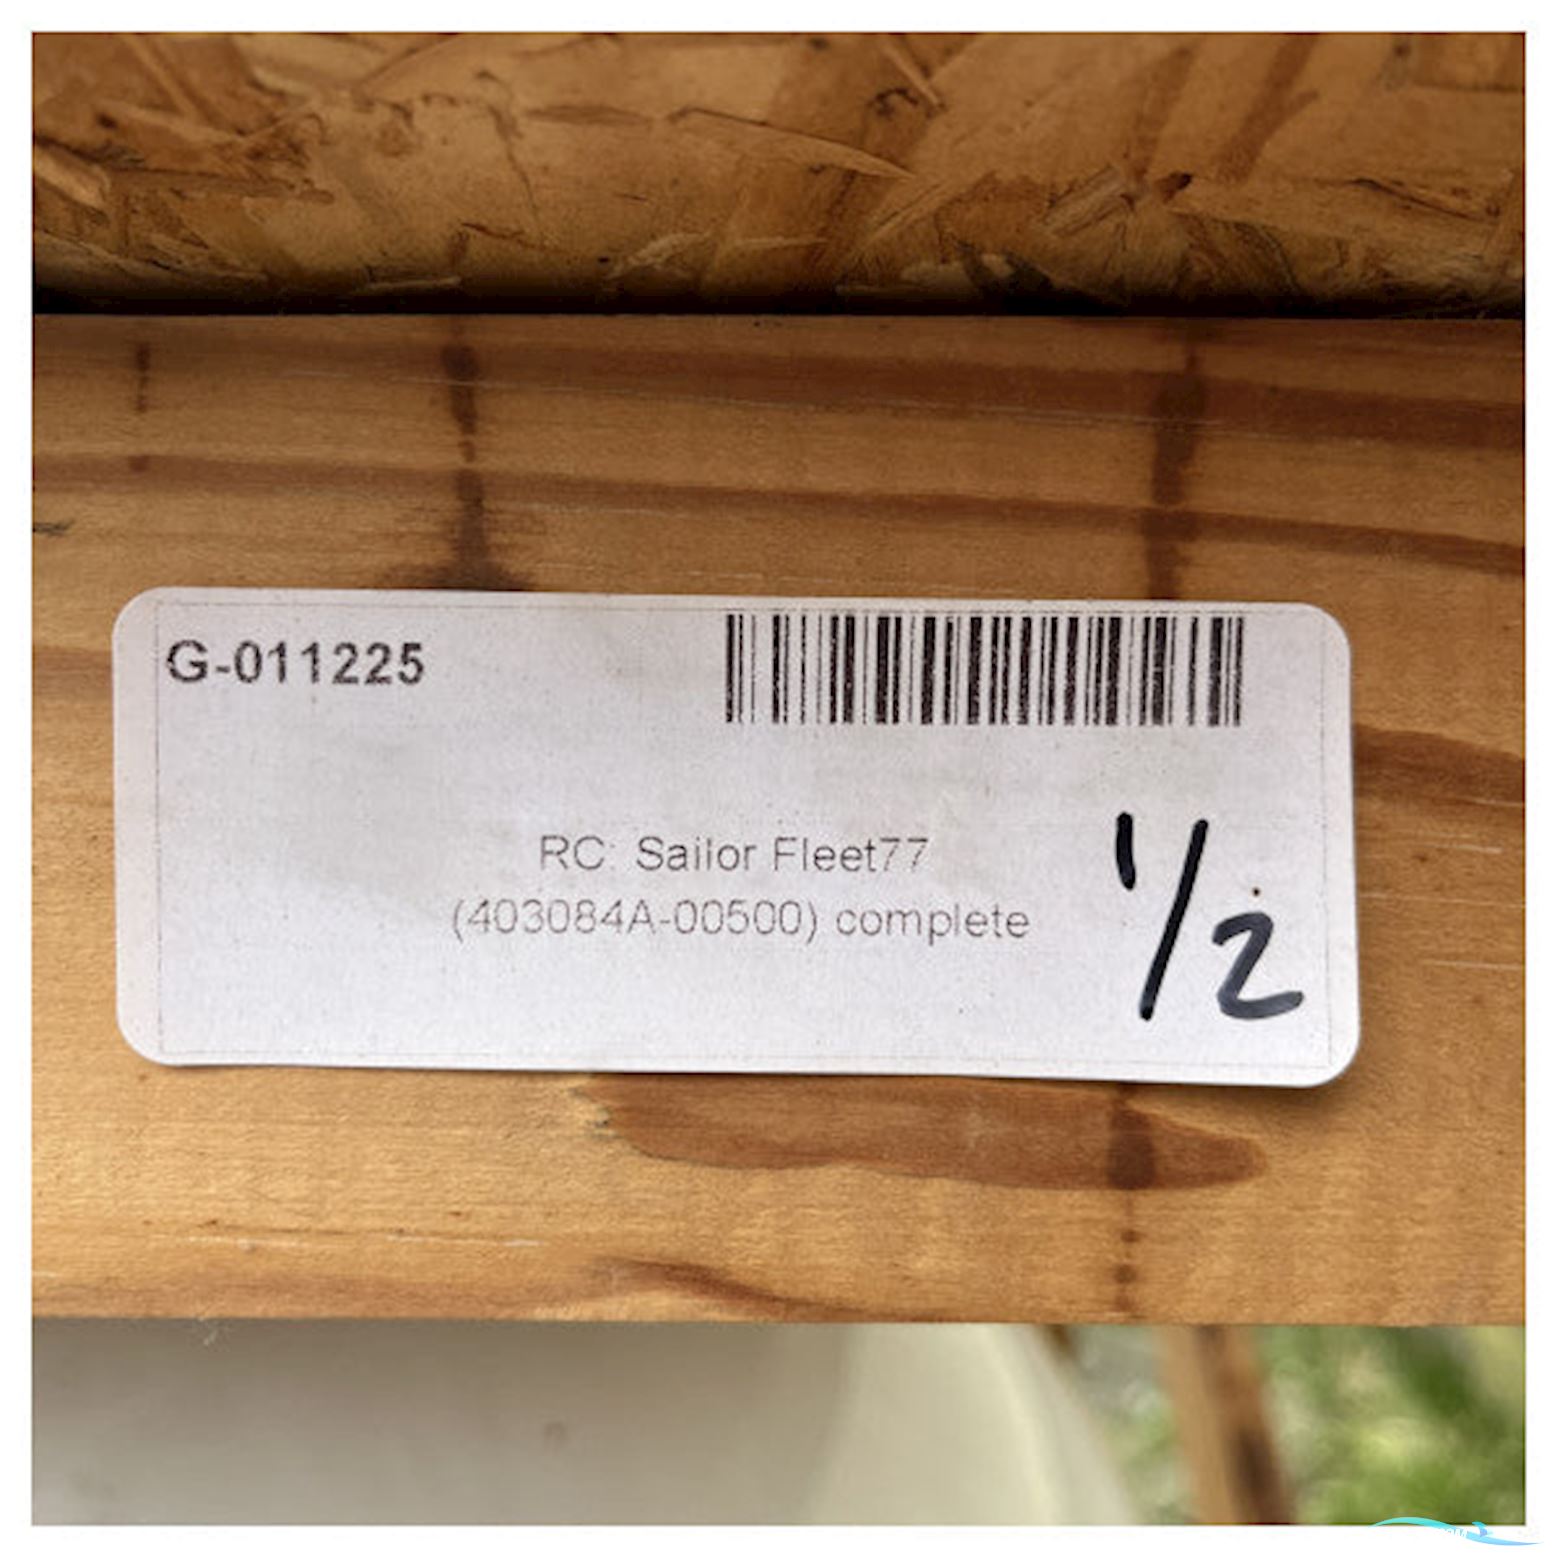 G-011225
RC: Sailor Fleet77
(403084A-00500) complete
1/2